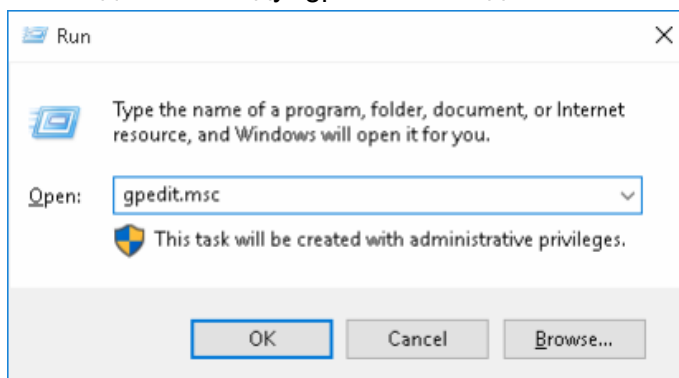 Run
Type the name of a program, folder, document, or Internet
resource, and Windows will open it for you.
Open:
gpedit.msc
This task will be created with administrative privileges.
OK
Cancel
Browse...